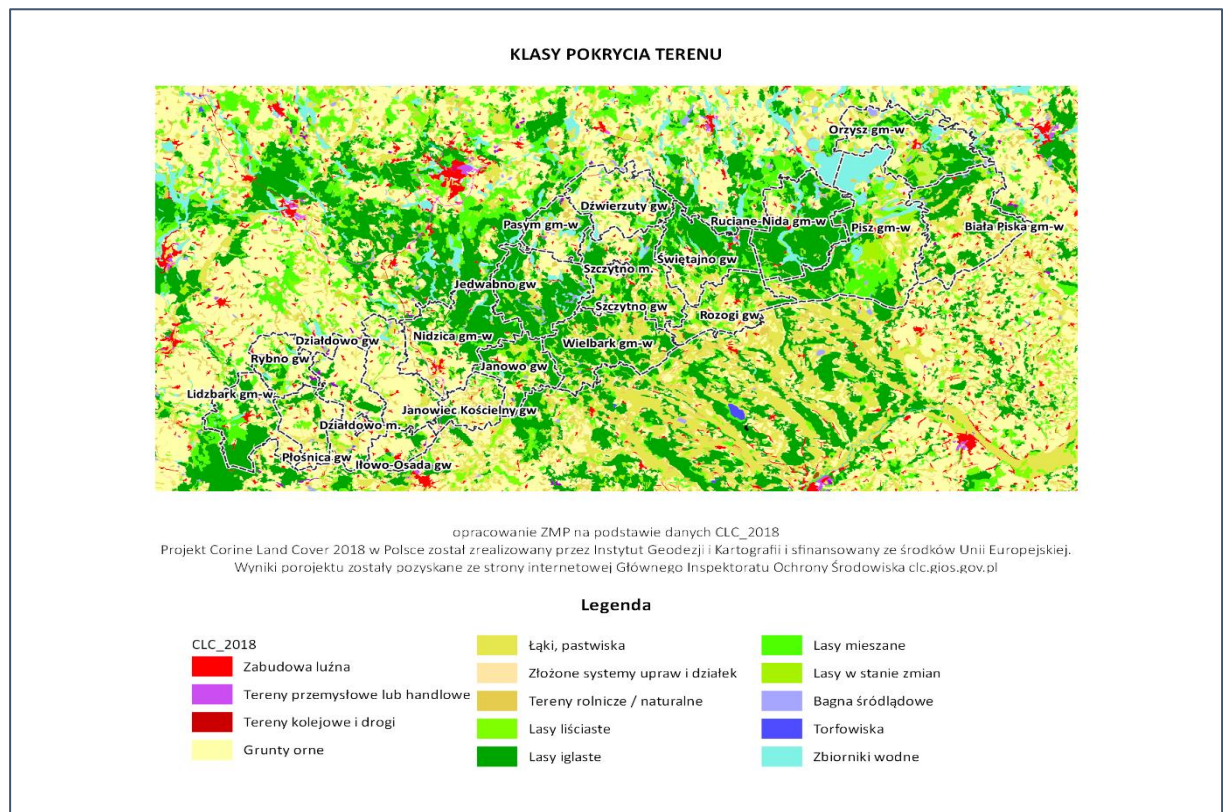 KLASY POKRYCIA TERENU
Orzysz gm-w
Dźwierzuty gw
Pasym gm-w
Ruciane-Nida gm-w
Pisz gm-w
Biała Piska gm-w
Szczytno m.
Świętajno gw
Jedwabno gw
Szczytno gw
Rozogi gw
Nidzica gm-w
Działdowo gw
Wielbark gm-w
Rybno gw
Janowo gw
Lidzbark gm-w
Janowiec Kościelny gw
Działdowo m.
Płośnica gw
Iłowo-Osada gw
opracowanie ZMP na podstawie danych CLC_2018
Projekt Corine Land Cover 2018 w Polsce został zrealizowany przez Instytut Geodezji i Kartografii i sfinansowany ze środków Unii Europejskiej.
Wyniki porojektu zostały pozyskane ze strony internetowej Głównego Inspektoratu Ochrony Środowiska clc.gios.gov.pl
Legenda
CLC_2018
Zabudowa luźna
Tereny przemysłowe lub handlowe
Tereny kolejowe i drogi
Grunty orne
Łąki, pastwiska
Złożone systemy upraw i działek
Tereny rolnicze / naturalne
Lasy liściaste
Lasy iglaste
Lasy mieszane
Lasy w stanie zmian
Bagna śródlądowe
Torfowiska
Zbiorniki wodne